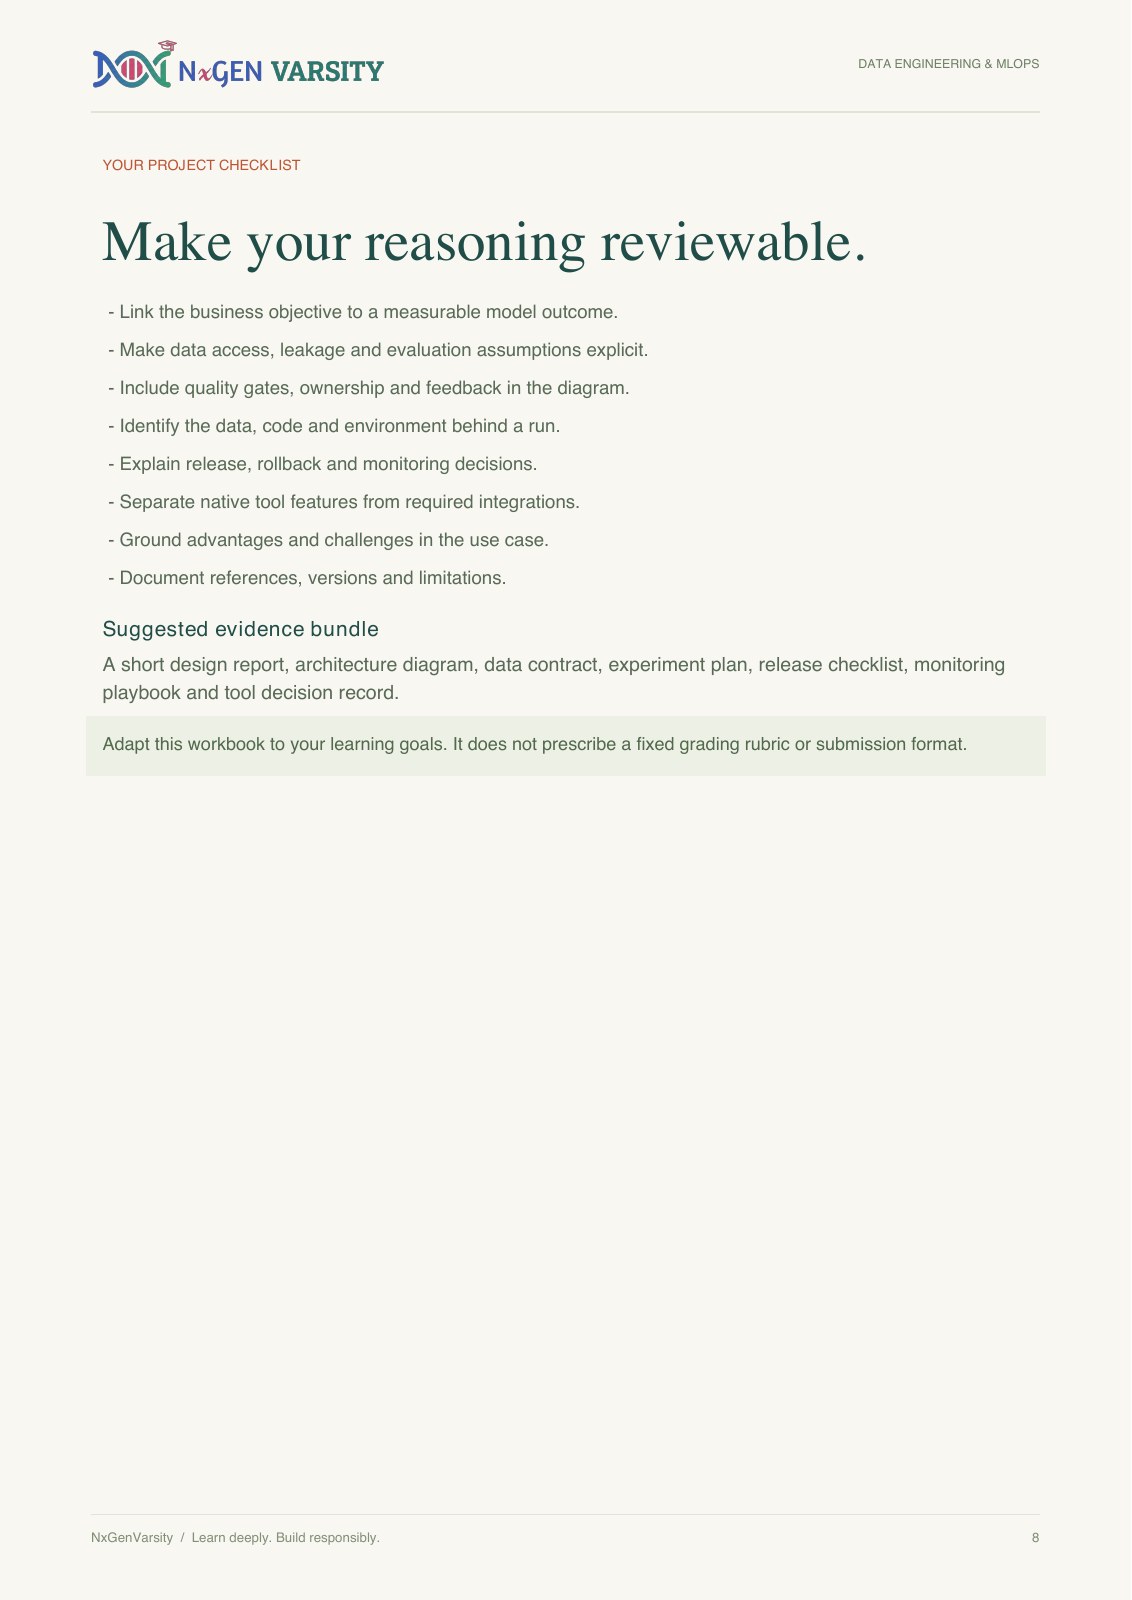 NxGEN VARSITY
DATA ENGINEERING & MLOPS
YOUR PROJECT CHECKLIST
Make your reasoning reviewable.
- Link the business objective to a measurable model outcome.
- Make data access, leakage and evaluation assumptions explicit.
- Include quality gates, ownership and feedback in the diagram.
- Identify the data, code and environment behind a run.
- Explain release, rollback and monitoring decisions.
- Separate native tool features from required integrations.
- Ground advantages and challenges in the use case.
- Document references, versions and limitations.
Suggested evidence bundle
A short design report, architecture diagram, data contract, experiment plan, release checklist, monitoring
playbook and tool decision record.
Adapt this workbook to your learning goals. It does not prescribe a fixed grading rubric or submission format.
NxGenVarsity / Learn deeply. Build responsibly.
8